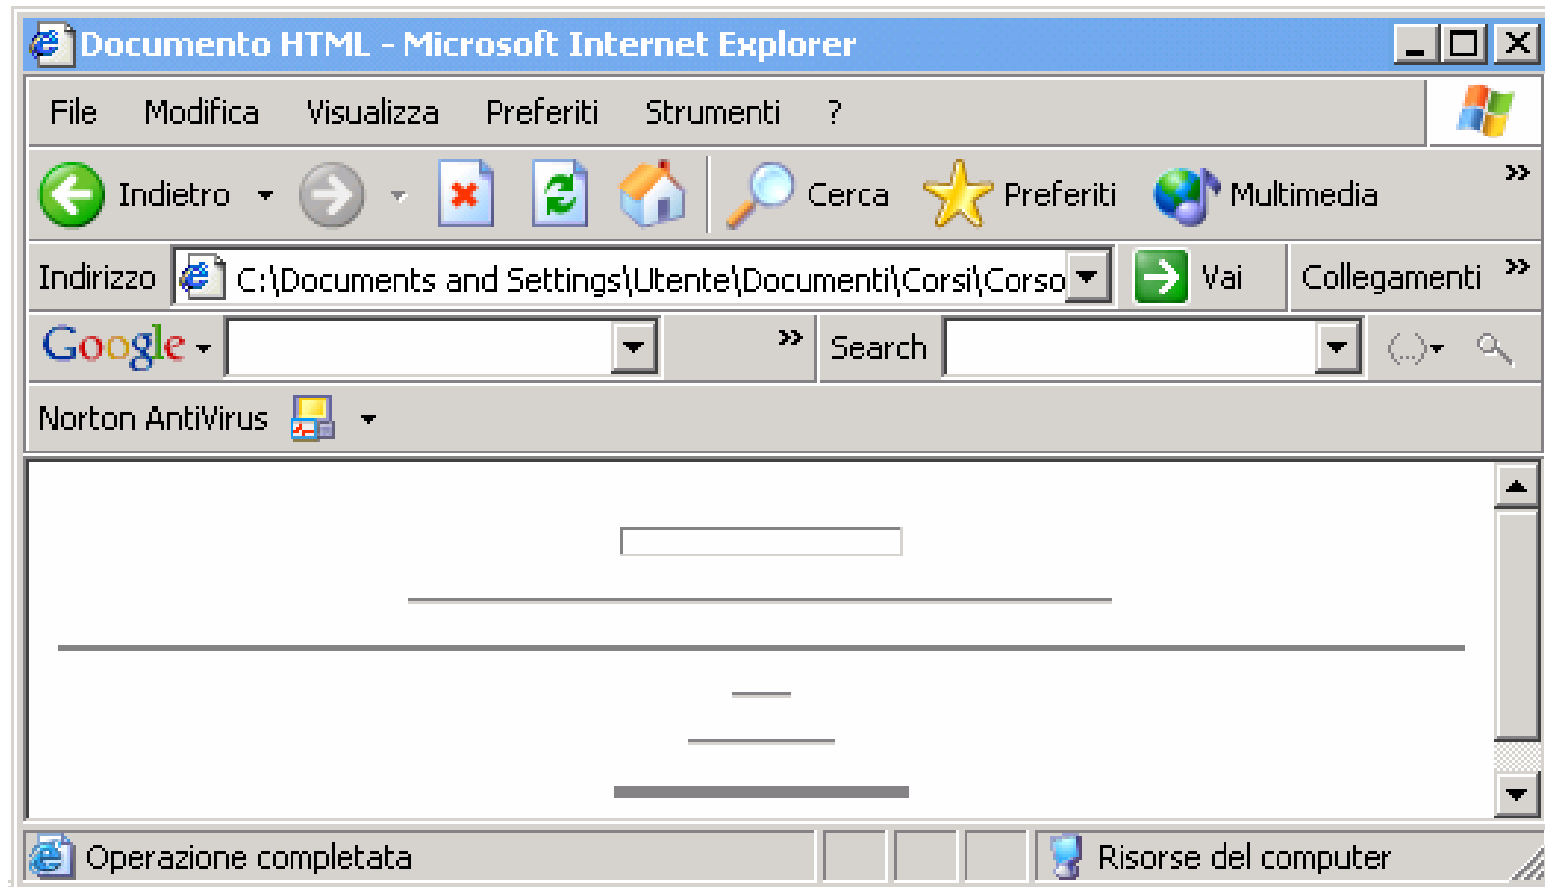 Documento HTML - Microsoft Internet Explorer
File Modifica Visualizza Preferiti Strumenti ?
Indietro Cerca Preferiti Multimedia »
Indirizzo C:\Documents and Settings\Utente\Documenti\Corsi\Corso Vai Collegamenti »
Google » Search (...)
Norton AntiVirus
Operazione completata Risorse del computer